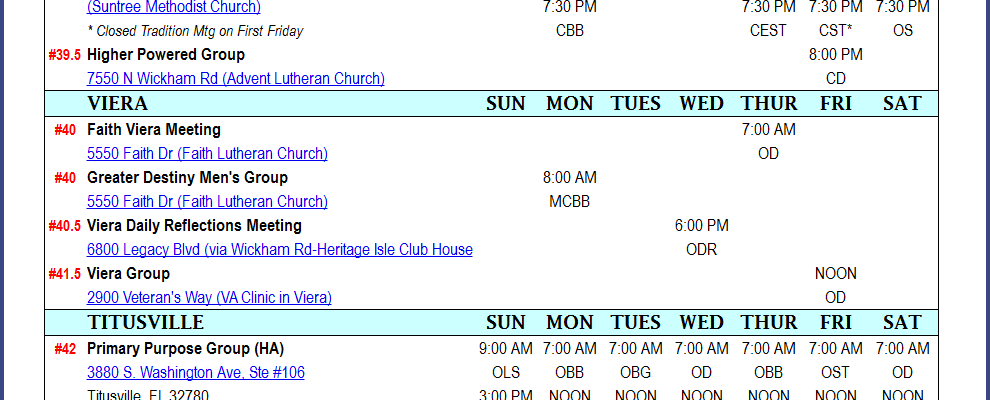 (Suntree Methodist Church) 7:30 PM 7:30 PM 7:30 PM 7:30 PM
* Closed Tradition Mtg on First Friday CBB CEST CST* OS
#39.5 Higher Powered Group 8:00 PM
7550 N Wickham Rd (Advent Lutheran Church) CD
VIERA SUN MON TUES WED THUR FRI SAT
#40 Faith Viera Meeting 7:00 AM
5550 Faith Dr (Faith Lutheran Church) OD
#40 Greater Destiny Men's Group 8:00 AM
5550 Faith Dr (Faith Lutheran Church) MCBB
#40.5 Viera Daily Reflections Meeting 6:00 PM
6800 Legacy Blvd (via Wickham Rd-Heritage Isle Club House ODR
#41.5 Viera Group NOON
2900 Veteran's Way (VA Clinic in Viera) OD
TITUSVILLE SUN MON TUES WED THUR FRI SAT
#42 Primary Purpose Group (HA) 9:00 AM 7:00 AM 7:00 AM 7:00 AM 7:00 AM 7:00 AM 7:00 AM
3880 S. Washington Ave, Ste #106 OLS OBB OBG OD OBB OST OD
Titusville, FL 32780 3:00 PM NOON NOON NOON NOON NOON NOON